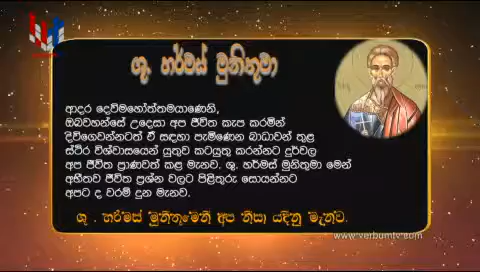 ශු. හර්මස් මුනිතුමා
ආදර දෙව්මහෝත්තමයාණෙනි,
ඔබවහන්සේ උදෙසා අප ජීවිත කැප කරමින්
දිවිගෙවන්නටත් ඒ සඳහා පැමිණෙන බාධාවන් තුළ
ස්ථිර විශ්වාසයෙන් යුතුව කටයුතු කරන්නට දුර්වල
අප ජීවිත ප්‍රාණවත් කළ මැනව. ශු. හර්මස් මුනිතුමා මෙන්
අභීතව ජීවිත ප්‍රශ්න වලට පිළිතුරු සොයන්නට
අපට ද වරම් දුන මැනව.
ශු . හර්මස් මුනිතුමෙනි අප නිසා යදිනු මැනව.
www.verbumtv.com